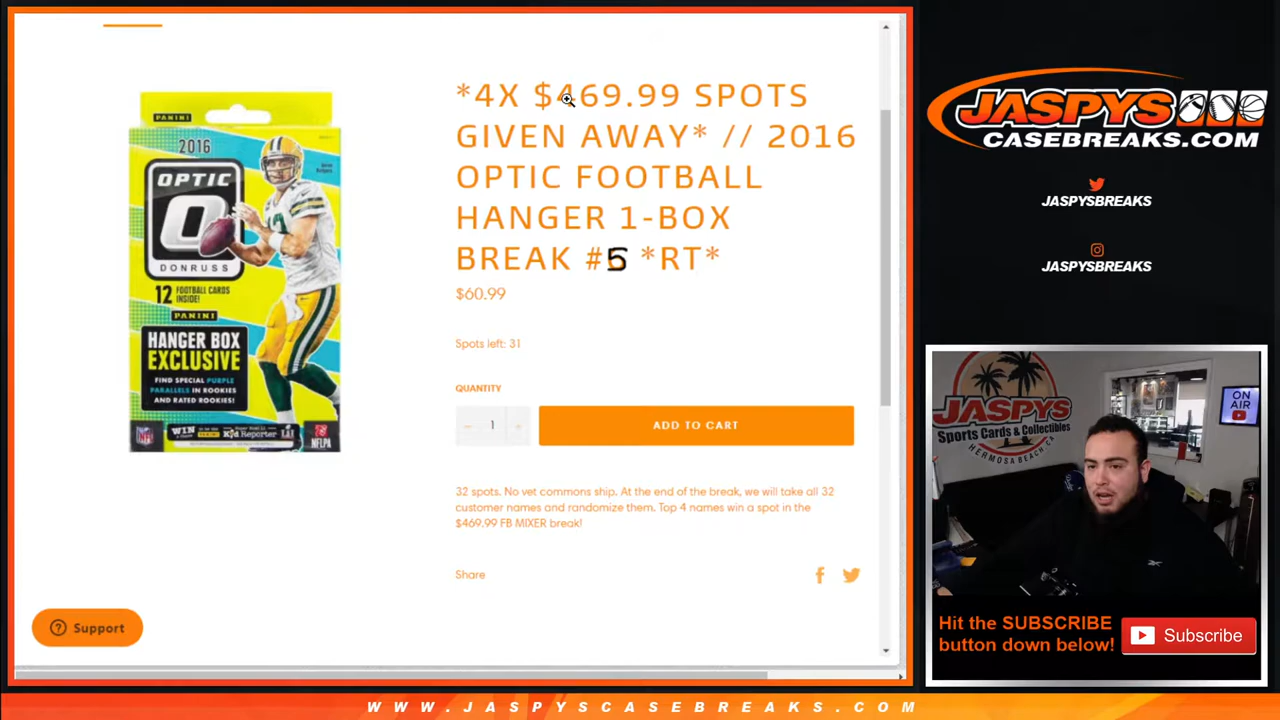 *4X $469.99 SPOTS
GIVEN AWAY* // 2016
OPTIC FOOTBALL
HANGER 1-BOX
BREAK #5 *RT*
$60.99
Spots left: 31
QUANTITY
1
ADD TO CART
32 spots. No vet commons ship. At the end of the break, we will take all 32
customer names and randomize them. Top 4 names win a spot in the
$469.99 FB MIXER break!
Share
Support
PANINI
2016
OPTIC
DONRUSS
12 FOOTBALL CARDS
INSIDE!
PANINI
HANGER BOX
EXCLUSIVE
FIND SPECIAL PURPLE
PARALLELS IN ROOKIES
AND RATED ROOKIES!
WIN
Kid Reporter
NFL
NFLPA
JASPYS
CASEBREAKS.COM
JASPYSBREAKS
JASPYSBREAKS
JASPYS
Sports Cards & Collectibles
HERMOSA BEACH, CA
ON
AIR
Hit the SUBSCRIBE
button down below!
Subscribe
WWW.JASPYSCASEBREAKS.COM